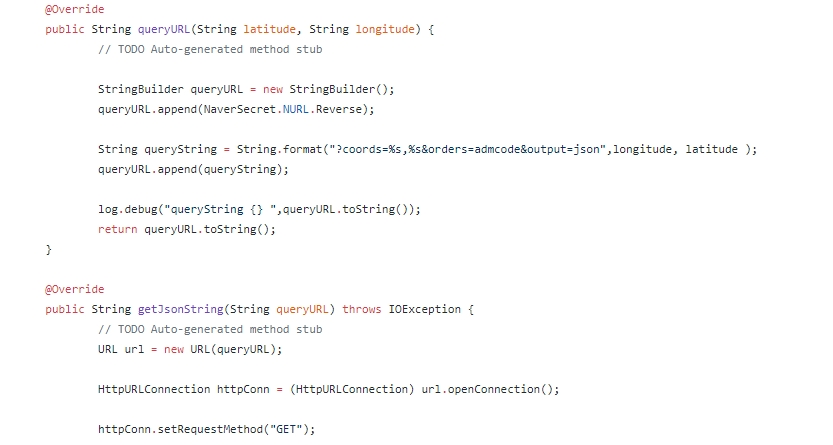 @Override
public String queryURL(String latitude, String longitude) {
// TODO Auto-generated method stub
StringBuilder queryURL = new StringBuilder();
queryURL.append(NaverSecret.NURL.Reverse);
String queryString = String.format("?coords=%s,%s&orders=admcode&output=json",longitude, latitude );
queryURL.append(queryString);
log.debug("queryString {} ",queryURL.toString());
return queryURL.toString();
}
@Override
public String getJsonString(String queryURL) throws IOException {
// TODO Auto-generated method stub
URL url = new URL(queryURL);
HttpURLConnection httpConn = (HttpURLConnection) url.openConnection();
httpConn.setRequestMethod("GET");